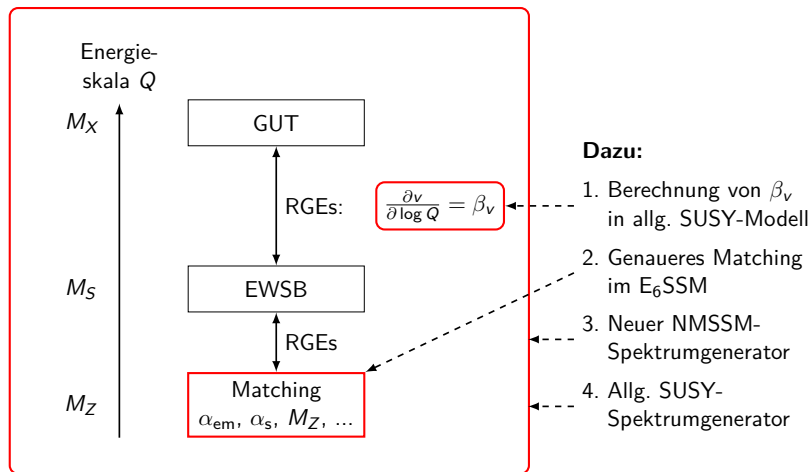 Energie-
skala Q
M_X
GUT
RGEs:
∂v/∂ log Q = β_v
M_S
EWSB
RGEs
M_Z
Matching
α_em, α_s, M_Z, ...
Dazu:
1. Berechnung von β_v
in allg. SUSY-Modell
2. Genaueres Matching
im E₆SSM
3. Neuer NMSSM-
Spektrumgenerator
4. Allg. SUSY-
Spektrumgenerator